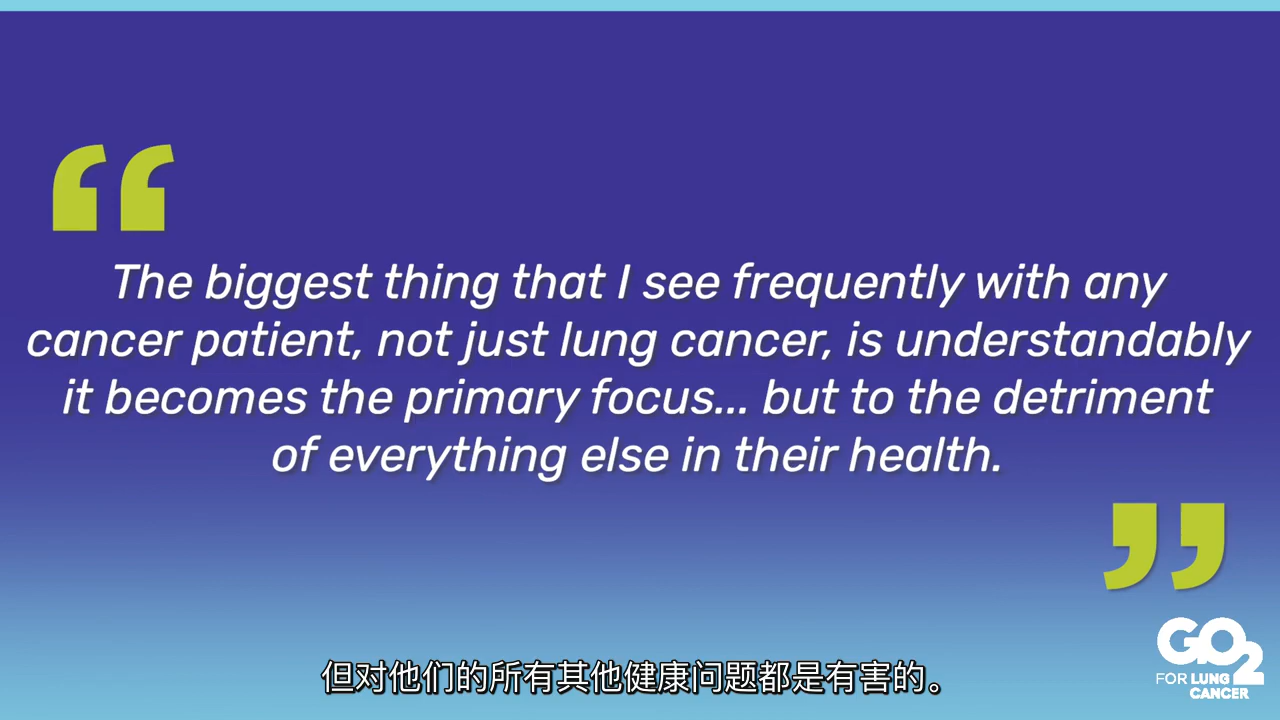 The biggest thing that I see frequently with any
cancer patient, not just lung cancer, is understandably
it becomes the primary focus... but to the detriment
of everything else in their health.
GO2
FOR LUNG
CANCER
但对他们的所有其他健康问题都是有害的。